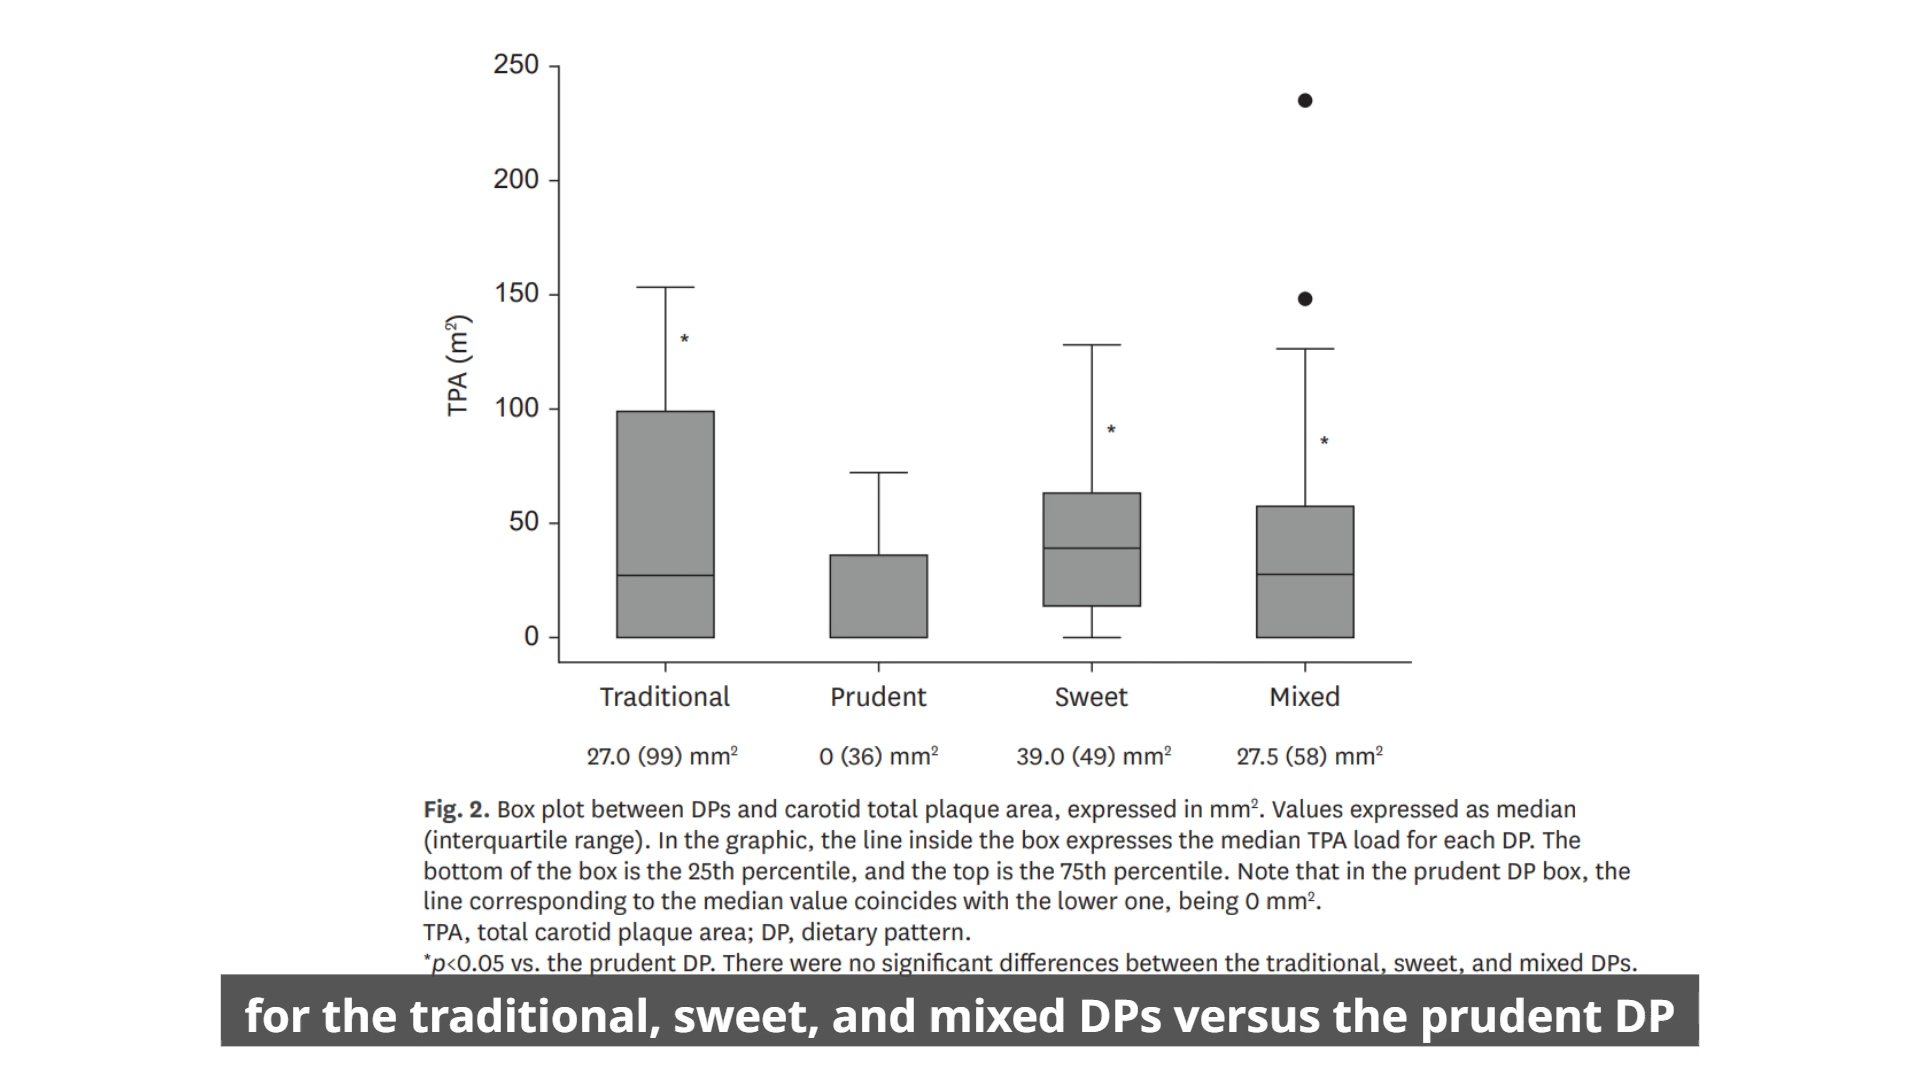 250
200
150
100
50
0
TPA (m²)
*
*
*
Traditional Prudent Sweet Mixed
27.0 (99) mm² 0 (36) mm² 39.0 (49) mm² 27.5 (58) mm²
Fig. 2. Box plot between DPs and carotid total plaque area, expressed in mm². Values expressed as median
(interquartile range). In the graphic, the line inside the box expresses the median TPA load for each DP. The
bottom of the box is the 25th percentile, and the top is the 75th percentile. Note that in the prudent DP box, the
line corresponding to the median value coincides with the lower one, being 0 mm².
TPA, total carotid plaque area; DP, dietary pattern.
*p<0.05 vs. the prudent DP. There were no significant differences between the traditional, sweet, and mixed DPs.
for the traditional, sweet, and mixed DPs versus the prudent DP